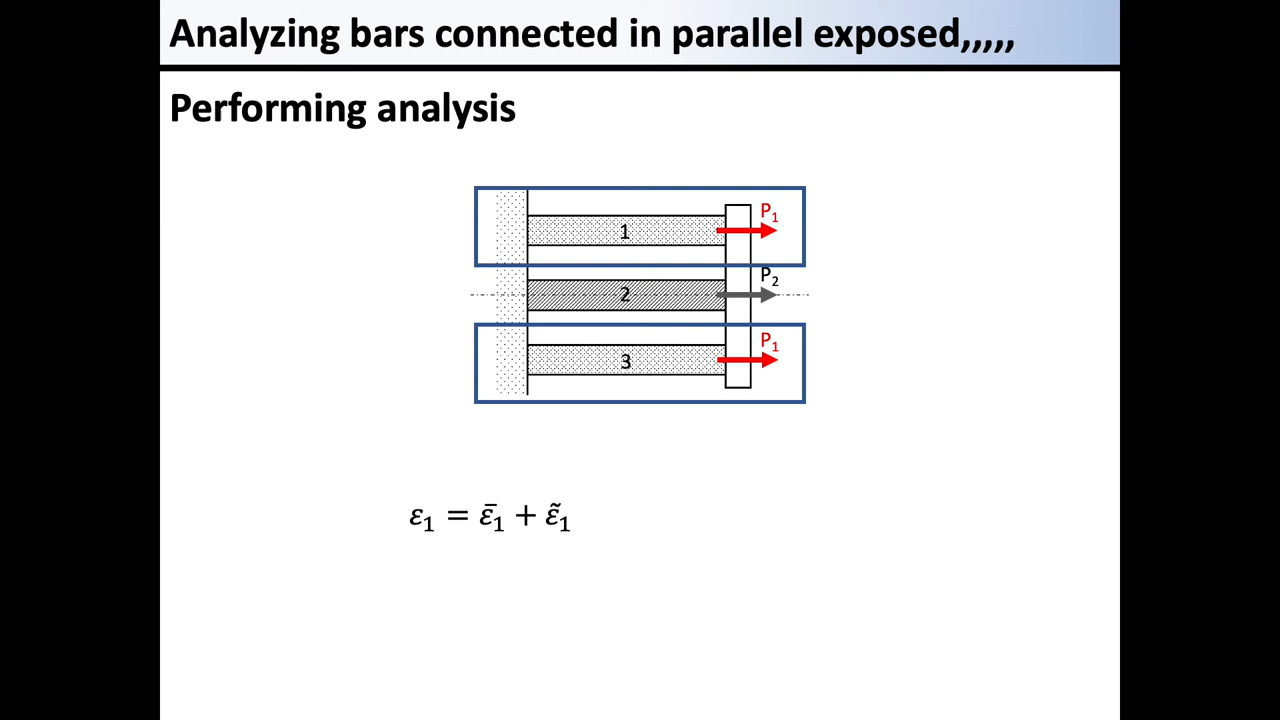 Analyzing bars connected in parallel exposed,,,,,
Performing analysis
1
P₁
2
P₂
3
P₁
ε₁ = ε̄₁ + ε̃₁